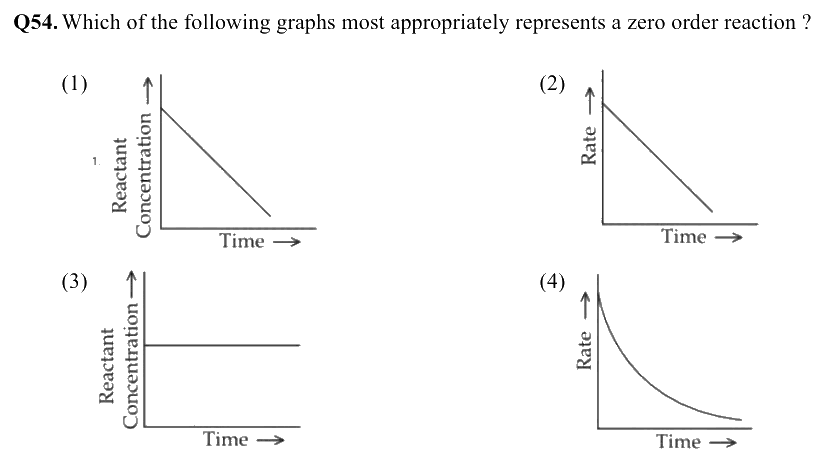 Q54. Which of the following graphs most appropriately represents a zero order reaction ?
(1)
1.
Reactant
Concentration →
Time →
(2)
Rate →
Time →
(3)
Reactant
Concentration →
Time →
(4)
Rate →
Time →